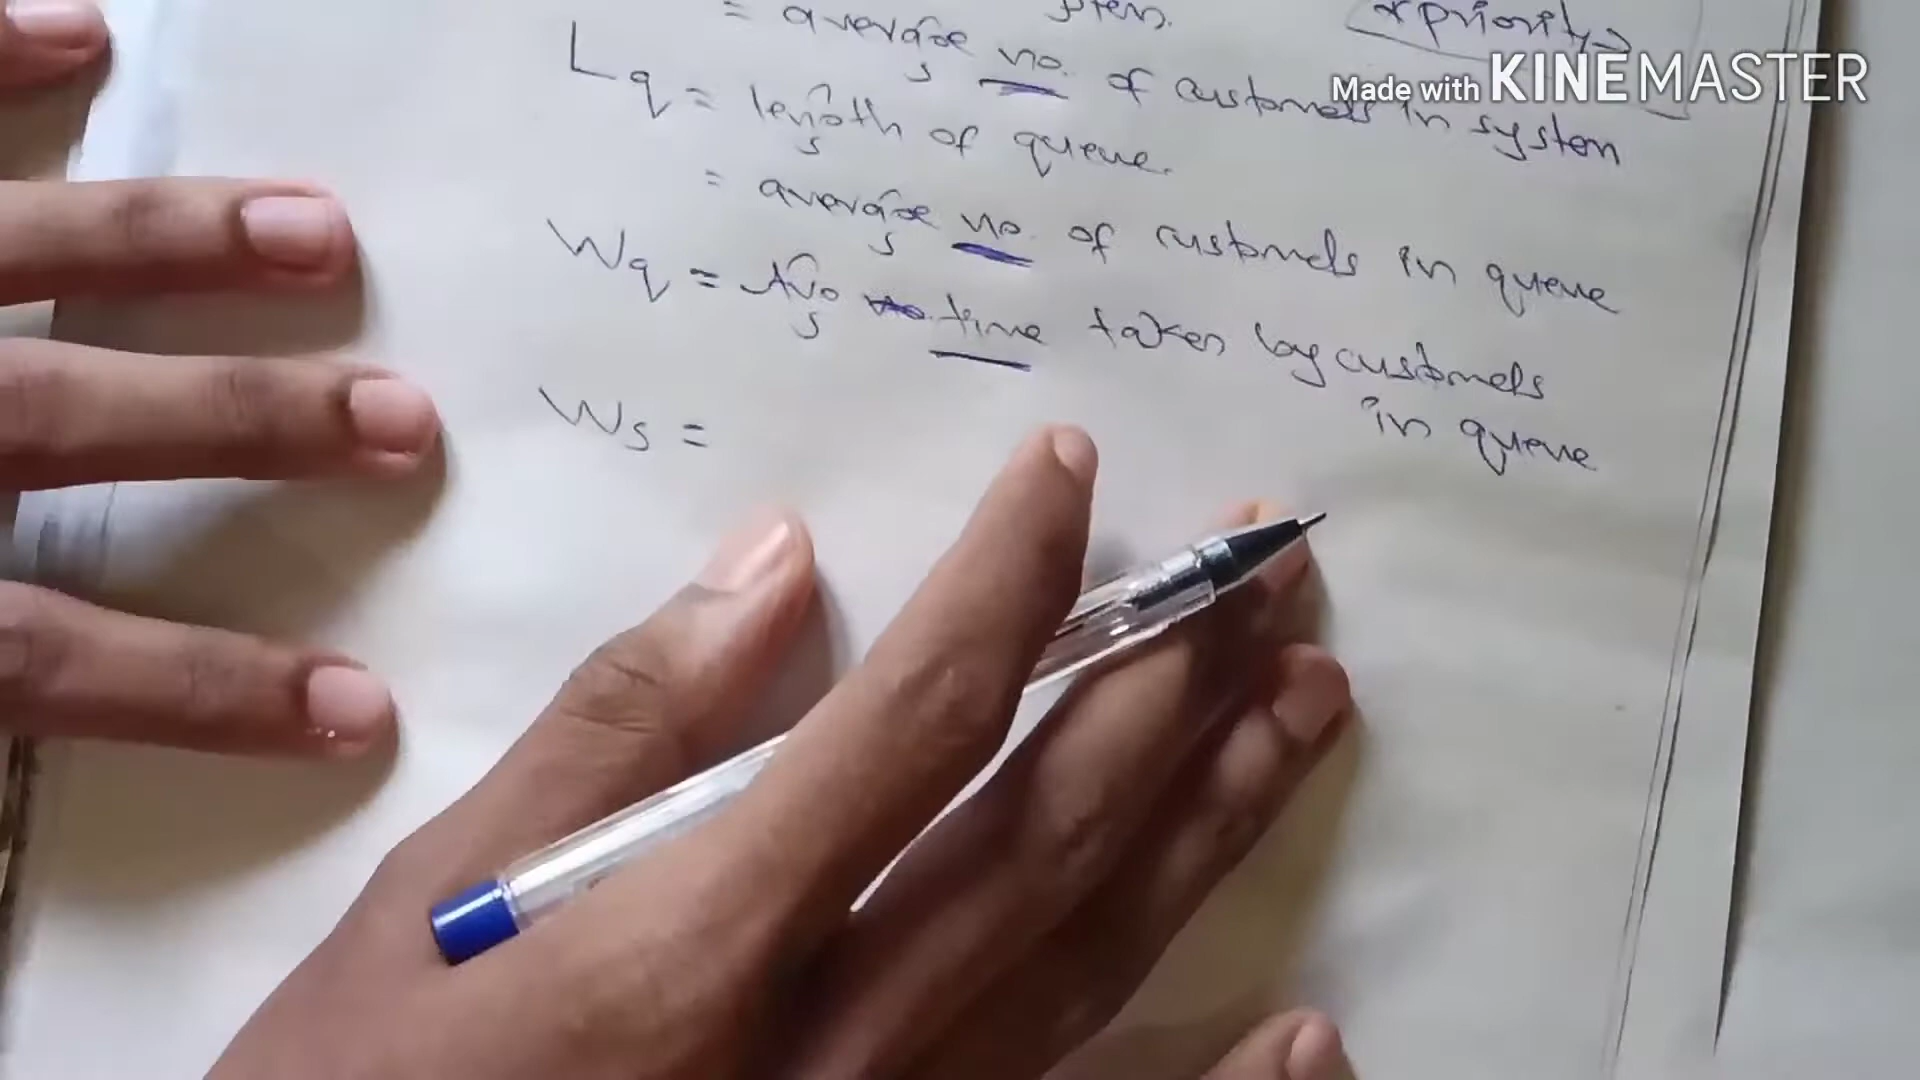 = average no. of customers in system
* priority
Made with KINEMASTER
Lq = length of queue.
= average no. of customers in queue
Wq = Avg time taken by customers
in queue
Ws =